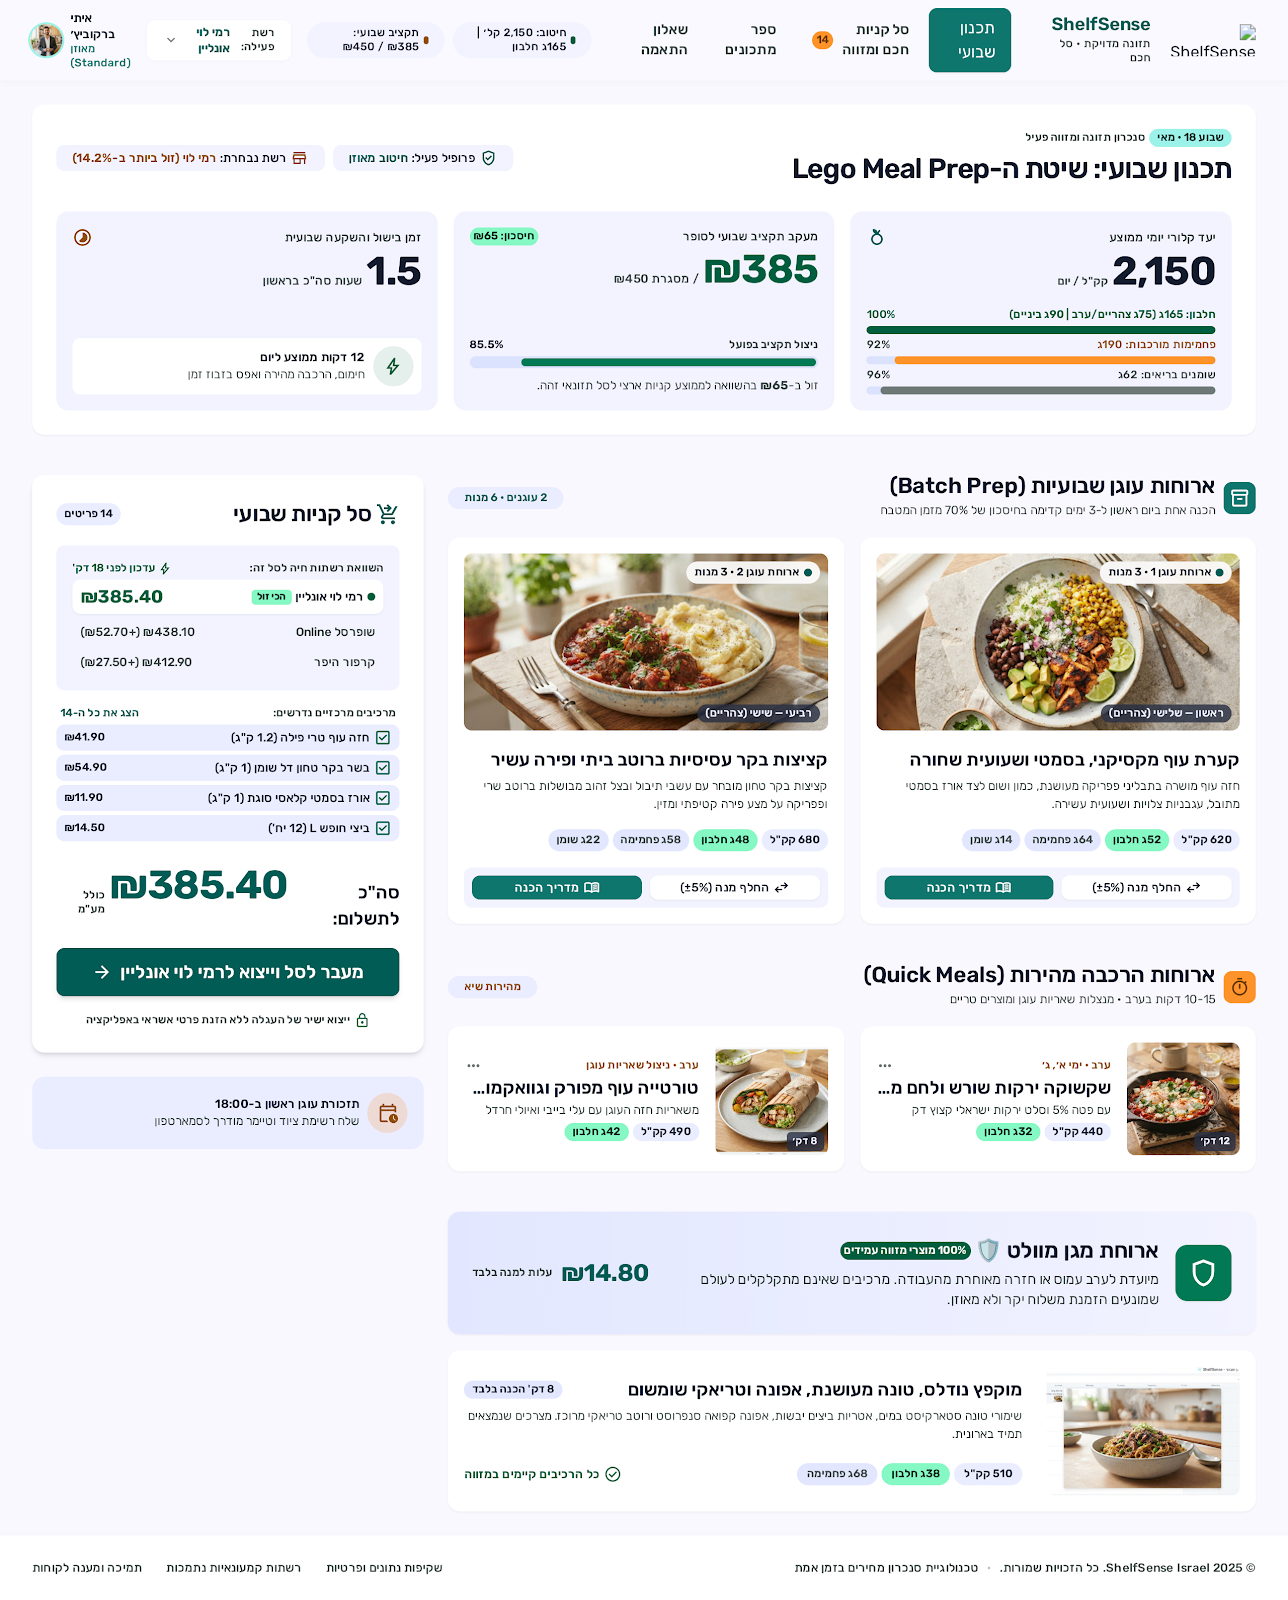 ShelfSense
ShelfSense
תזונה מדויקת • סל
חכם
תכנון
שבועי
סל קניות
חכם ומזווה
14
ספר
מתכונים
שאלון
התאמה
חיטוב: 2,150 קל׳ |
165ג חלבון
תקציב שבועי:
₪385 / ₪450
רשת
פעילה:
רמי לוי
אונליין
איתי
ברקוביץ׳
מאוזן
(Standard)
שבוע 18 • מאי
סנכרון תזונה ומזווה פעיל
תכנון שבועי: שיטת ה-Lego Meal Prep
פרופיל פעיל: חיטוב מאוזן
רשת נבחרת: רמי לוי (זול ביותר ב-14.2%)
יעד קלורי יומי ממוצע
2,150 קק"ל / יום
חלבון: 165ג (75ג צהריים/ערב | 90ג ביניים)
100%
פחמימות מורכבות: 190ג
92%
שומנים בריאים: 62ג
96%
מעקב תקציב שבועי לסופר
חיסכון: ₪65
₪385 / מסגרת ₪450
ניצול תקציב בפועל
85.5%
זול ב-₪65 בהשוואה לממוצע קניות ארצי לסל תזונאי זהה.
זמן בישול והשקעה שבועית
1.5 שעות סה"כ בראשון
12 דקות ממוצע ליום
חימום, הרכבה מהירה ואפס בזבוז זמן
ארוחות עוגן שבועיות (Batch Prep)
הכנה אחת ביום ראשון ל-3 ימים קדימה בחיסכון של 70% מזמן המטבח
2 עוגנים • 6 מנות
ארוחת עוגן 1 • 3 מנות
ראשון – שלישי (צהריים)
קערת עוף מקסיקני, בסמטי ושעועית שחורה
חזה עוף מושרה בתבליני פפריקה מעושנת, כמון ושום לצד אורז בסמטי
מתובל, עגבניות צלויות ושעועית עשירה.
620 קק"ל
52ג חלבון
64ג פחמימה
14ג שומן
החלף מנה (±5%)
מדריך הכנה
ארוחת עוגן 2 • 3 מנות
רביעי – שישי (צהריים)
קציצות בקר עסיסיות ברוטב ביתי ופירה עשיר
קציצות בקר טחון מובחר עם עשבי תיבול ובצל זהוב מבושלות ברוטב שרי
ופפריקה על מצע פירה קטיפתי ומזין.
680 קק"ל
48ג חלבון
58ג פחמימה
22ג שומן
החלף מנה (±5%)
מדריך הכנה
ארוחות הרכבה מהירות (Quick Meals)
10-15 דקות בערב • מנצלות שאריות עוגן ומוצרים טריים
מהירות שיא
12 דק׳
ערב • ימי א׳, ג׳
שקשוקה ירקות שורש ולחם מ...
עם פטה 5% וסלט ירקות ישראלי קצוץ דק
440 קק"ל
32ג חלבון
8 דק׳
ערב • ניצול שאריות עוגן
טורטייה עוף מפורק וגוואקמו...
משאריות חזה העוגן עם עלי בייבי ואיולי חרדל
490 קק"ל
42ג חלבון
ארוחת מגן מוולט
100% מוצרי מזווה עמידים
מיועדת לערב עמוס או חזרה מאוחרת מהעבודה. מרכיבים שאינם מתקלקלים לעולם
שמונעים הזמנת משלוח יקר ולא מאוזן.
₪14.80
עלות למנה בלבד
מוקפץ נודלס, טונה מעושנת, אפונה וטריאקי שומשום
8 דק' הכנה בלבד
שימורי טונה סטארקיסט במים, אטריות ביצים יבשות, אפונה קפואה סנפרוסט ורוטב טריאקי מרוכז. מצרכים שנמצאים
תמיד בארונית.
510 קק"ל
38ג חלבון
68ג פחמימה
כל הרכיבים קיימים במזווה
סל קניות שבועי
14 פריטים
השוואת רשתות חיה לסל זה:
עדכון לפני 18 דק'
רמי לוי אונליין
הכי זול
₪385.40
שופרסל Online
₪438.10 (+₪52.70)
קרפור היפר
₪412.90 (+₪27.50)
מרכיבים מרכזיים נדרשים:
הצג את כל ה-14
חזה עוף טרי פילה (1.2 ק"ג)
₪41.90
בשר בקר טחון דל שומן (1 ק"ג)
₪54.90
אורז בסמטי קלאסי סוגת (1 ק"ג)
₪11.90
ביצי חופש L (12 יח')
₪14.50
סה"כ
לתשלום:
₪385.40
כולל
מע"מ
מעבר לסל וייצוא לרמי לוי אונליין
ייצוא ישיר של העגלה ללא הזנת פרטי אשראי באפליקציה
תזכורת עוגן ראשון ב-18:00
שלח רשימת ציוד וטיימר מודרך לסמארטפון
© 2025 ShelfSense Israel. כל הזכויות שמורות.
•
טכנולוגיית סנכרון מחירים בזמן אמת
שקיפות נתונים ופרטיות
רשתות קמעונאיות נתמכות
תמיכה ומענה לקוחות